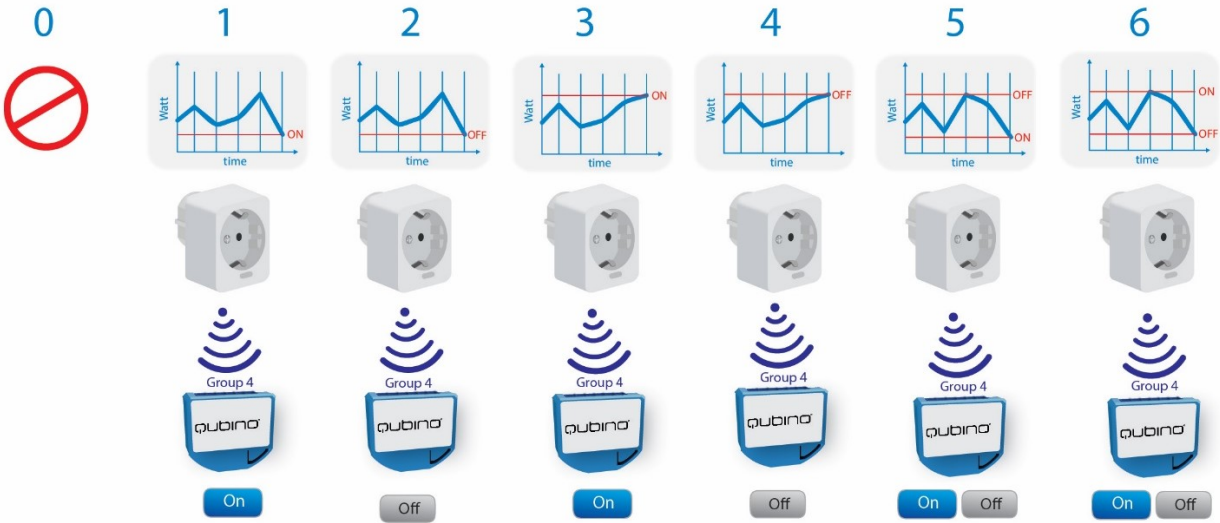 0 1 2 3 4 5 6
Watt ON time
Watt OFF time
Watt ON time
Watt OFF time
Watt OFF ON time
Watt ON OFF time
Group 4 Group 4 Group 4 Group 4 Group 4 Group 4
QUBINO QUBINO QUBINO QUBINO QUBINO QUBINO
On Off On Off On Off On Off